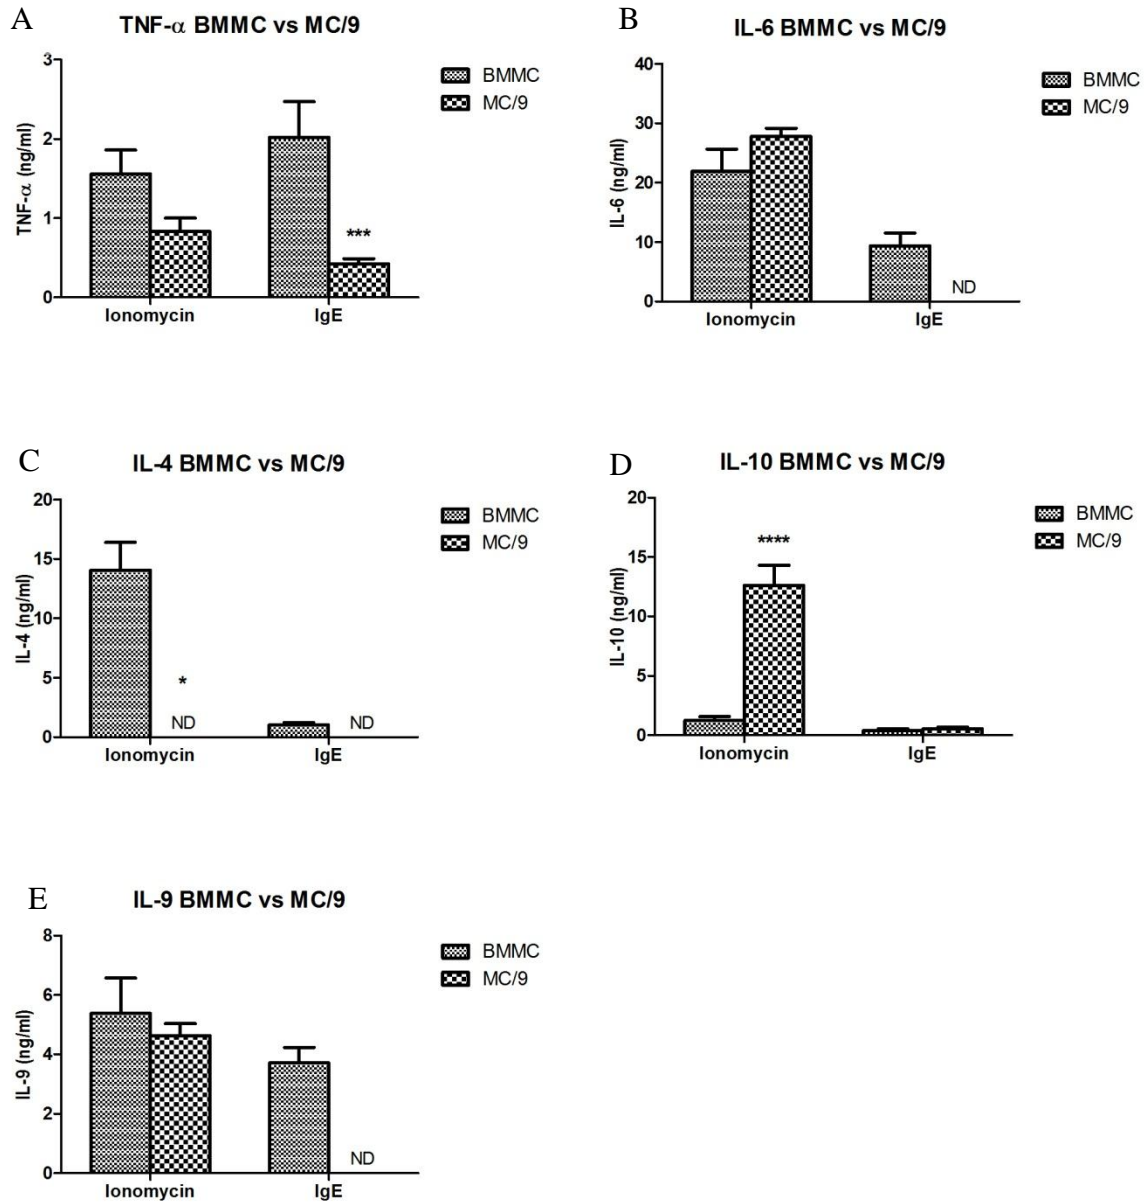 A
TNF-α BMMC vs MC/9
3
2
1
0
TNF-α (ng/ml)
***
Ionomycin IgE
BMMC
MC/9
B
IL-6 BMMC vs MC/9
40
30
20
10
0
IL-6 (ng/ml)
ND
Ionomycin IgE
BMMC
MC/9
C
IL-4 BMMC vs MC/9
20
15
10
5
0
IL-4 (ng/ml)
*
ND ND
Ionomycin IgE
BMMC
MC/9
D
IL-10 BMMC vs MC/9
20
15
10
5
0
IL-10 (ng/ml)
****
Ionomycin IgE
BMMC
MC/9
E
IL-9 BMMC vs MC/9
8
6
4
2
0
IL-9 (ng/ml)
ND
Ionomycin IgE
BMMC
MC/9